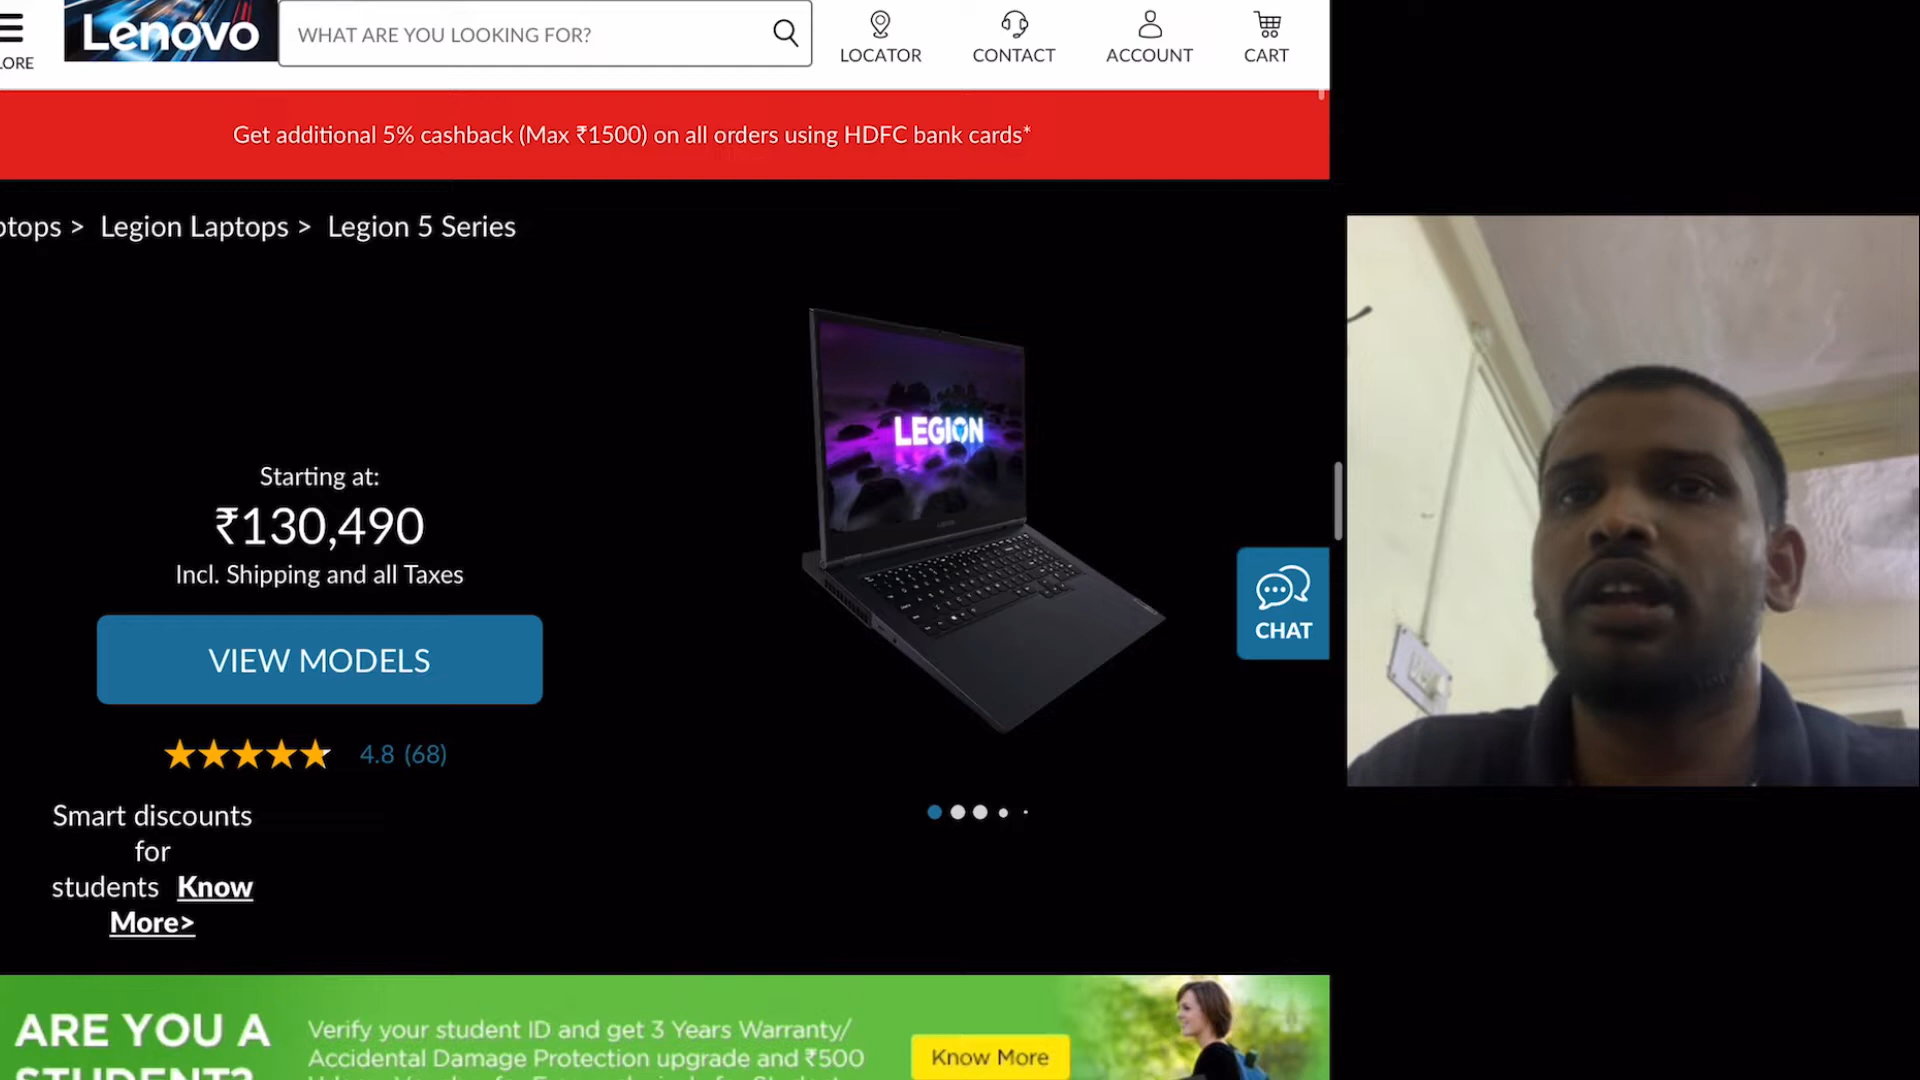 LORE
Lenovo
WHAT ARE YOU LOOKING FOR?
LOCATOR
CONTACT
ACCOUNT
CART
Get additional 5% cashback (Max ₹1500) on all orders using HDFC bank cards*
ptops > Legion Laptops > Legion 5 Series
LEGION
Starting at:
₹130,490
Incl. Shipping and all Taxes
VIEW MODELS
CHAT
4.8 (68)
Smart discounts
for
students Know
More>
ARE YOU A
STUDENT?
Verify your student ID and get 3 Years Warranty/
Accidental Damage Protection upgrade and ₹500
Know More